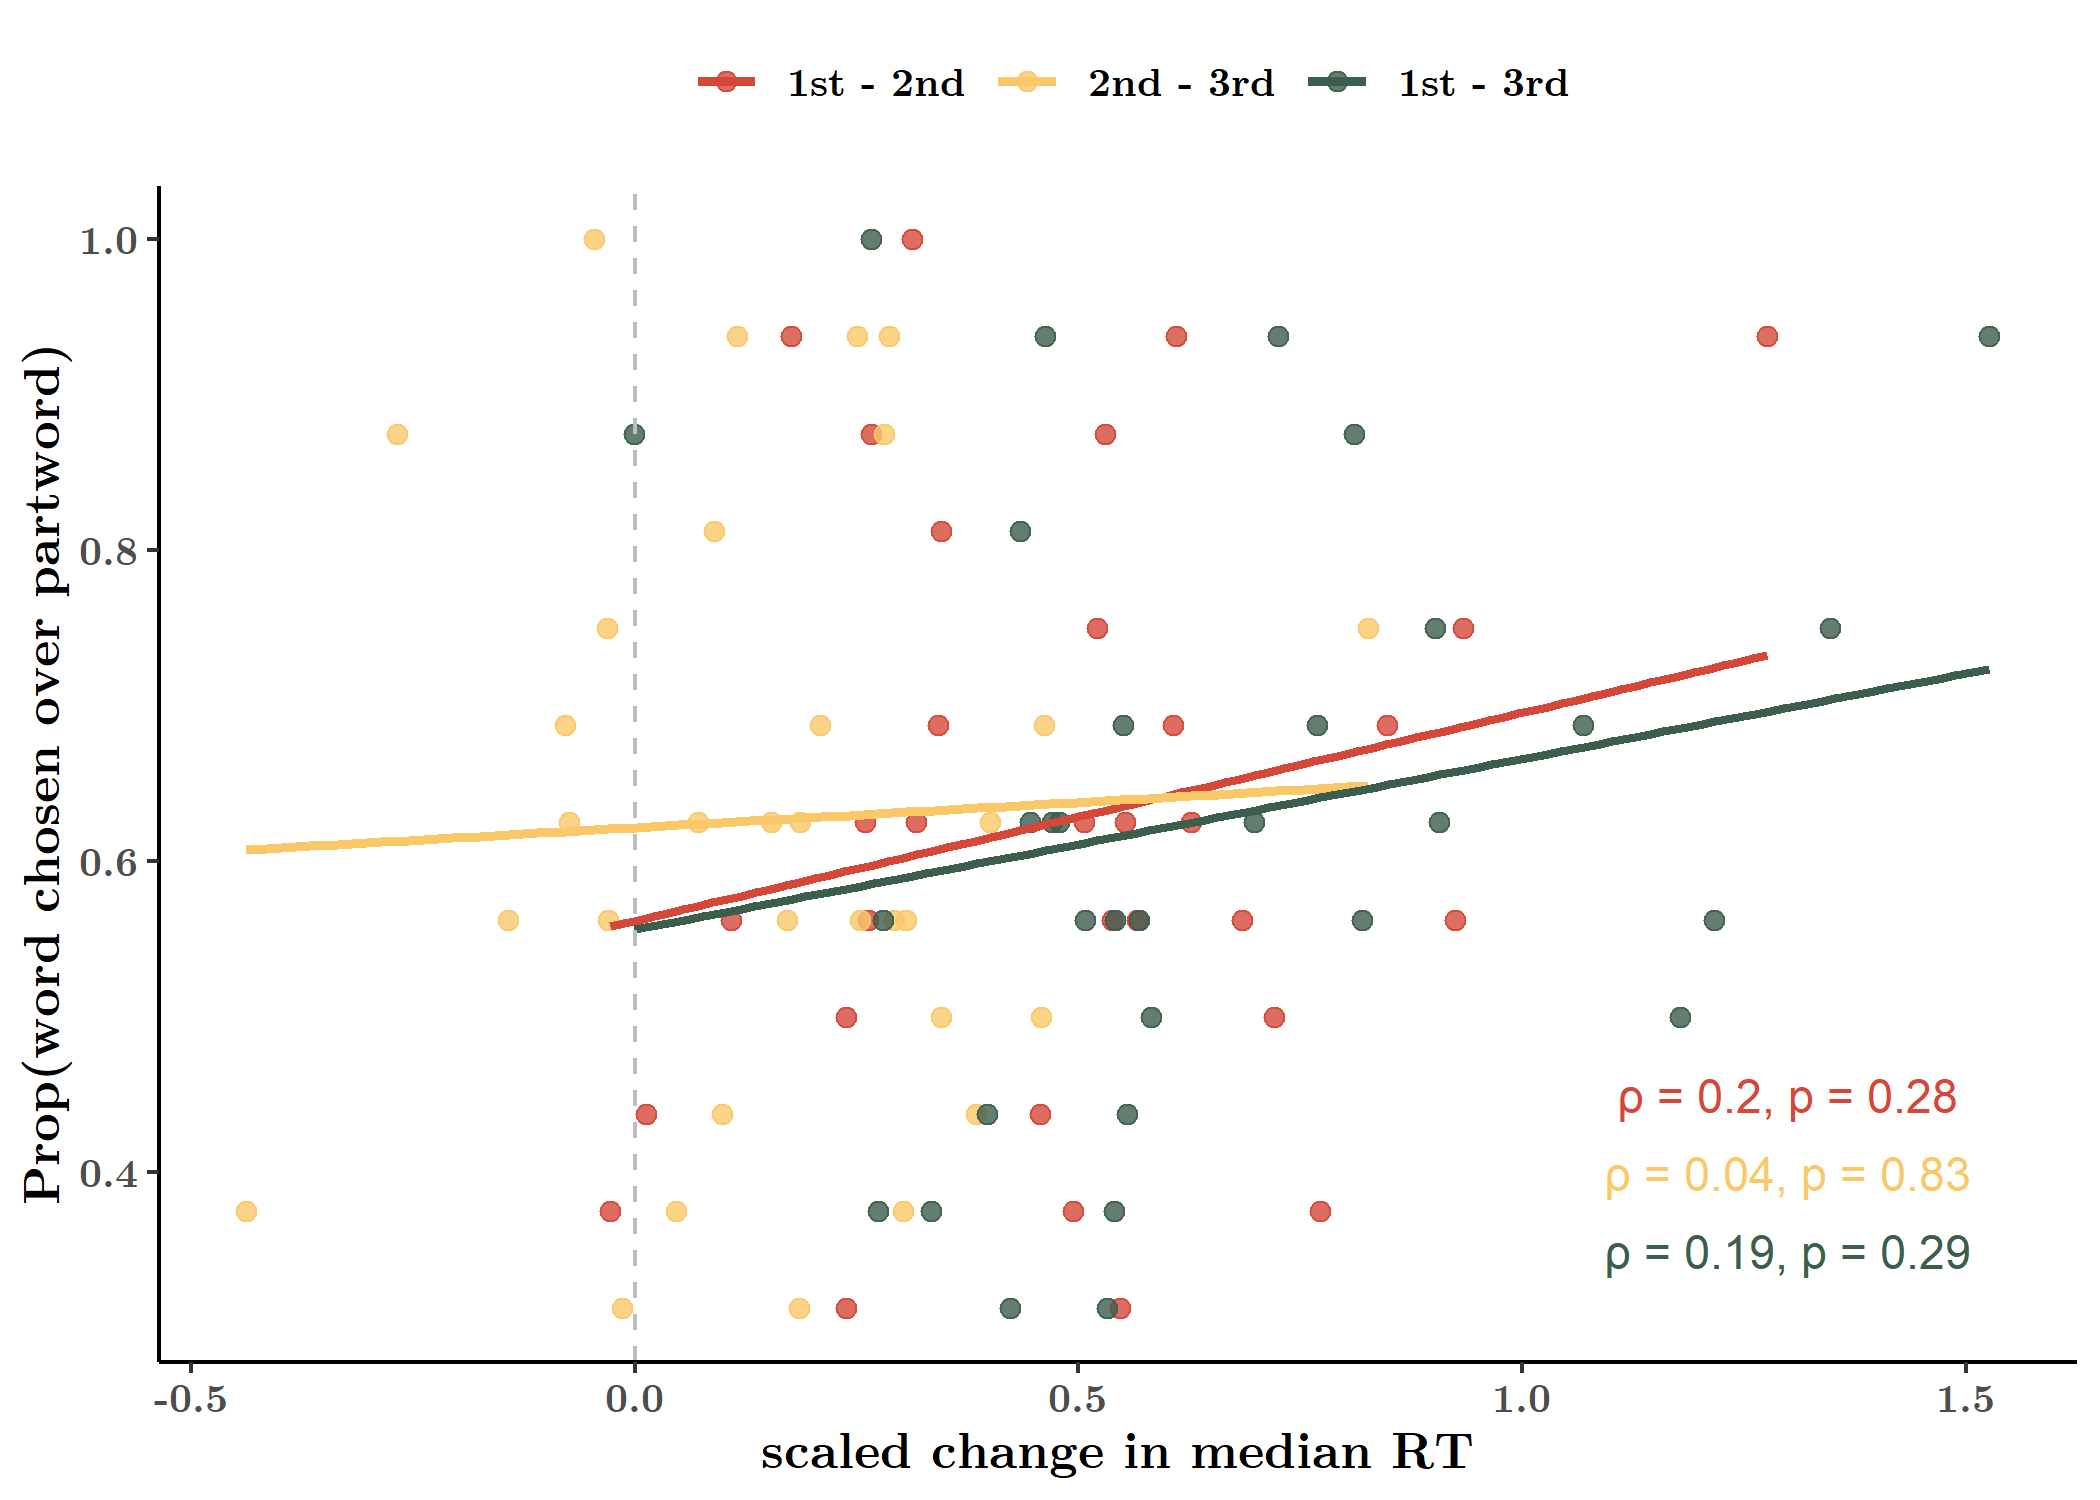 1st - 2nd 2nd - 3rd 1st - 3rd
Prop(word chosen over partword)
1.0
0.8
0.6
0.4
ρ = 0.2, p = 0.28
ρ = 0.04, p = 0.83
ρ = 0.19, p = 0.29
-0.5 0.0 0.5 1.0 1.5
scaled change in median RT